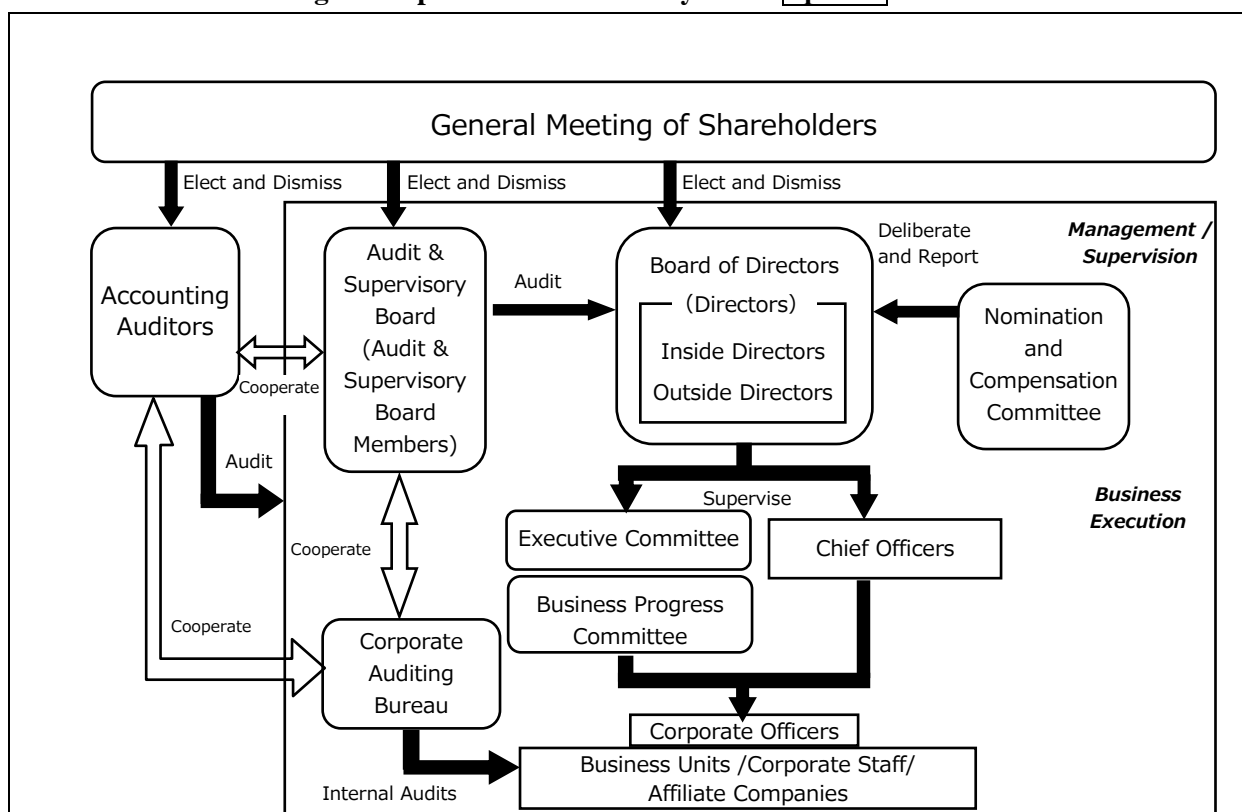 General Meeting of Shareholders
Elect and Dismiss
Elect and Dismiss
Elect and Dismiss
Accounting
Auditors
Audit &
Supervisory
Board
(Audit &
Supervisory
Board
Members)
Audit
Board of Directors
(Directors)
Inside Directors
Outside Directors
Deliberate
and Report
Management /
Supervision
Nomination
and
Compensation
Committee
Cooperate
Audit
Supervise
Business
Execution
Executive Committee
Chief Officers
Cooperate
Business Progress
Committee
Cooperate
Corporate
Auditing
Bureau
Corporate Officers
Business Units /Corporate Staff/
Affiliate Companies
Internal Audits